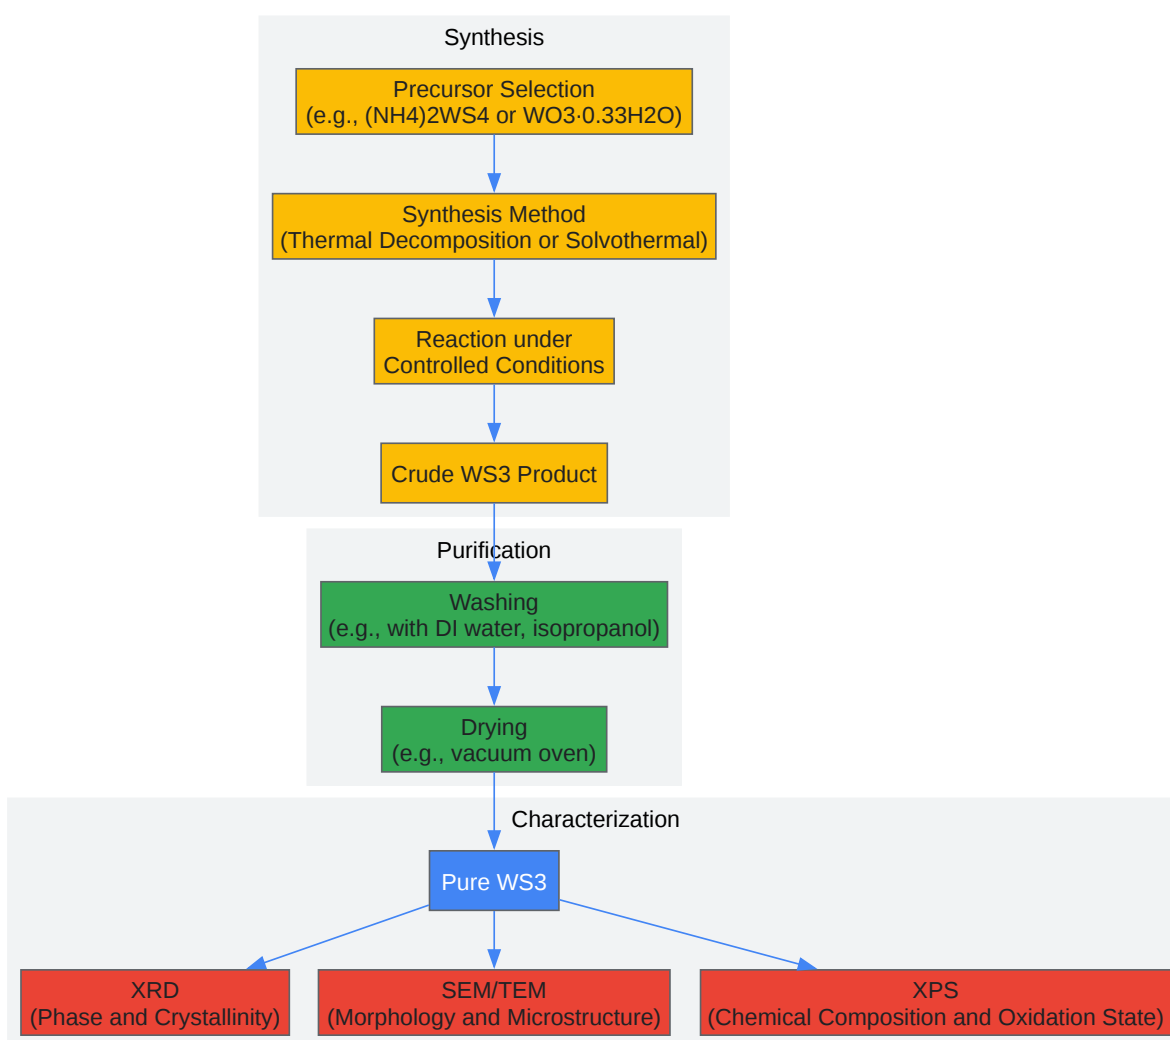 Synthesis
Precursor Selection
(e.g., (NH4)2WS4 or WO3·0.33H2O)
Synthesis Method
(Thermal Decomposition or Solvothermal)
Reaction under
Controlled Conditions
Crude WS3 Product
Purification
Washing
(e.g., with DI water, isopropanol)
Drying
(e.g., vacuum oven)
Characterization
Pure WS3
XRD
(Phase and Crystallinity)
SEM/TEM
(Morphology and Microstructure)
XPS
(Chemical Composition and Oxidation State)